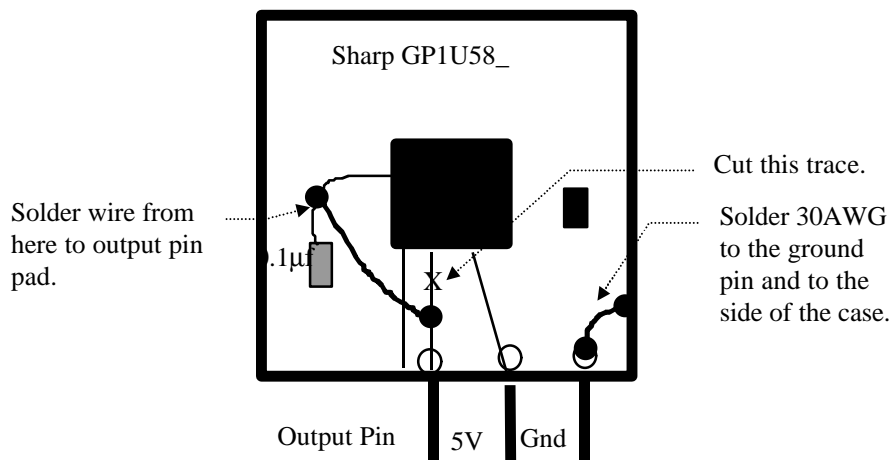 Sharp GP1U58_
Cut this trace.
Solder wire from
here to output pin
pad.
Solder 30AWG
to the ground
pin and to the
side of the case.
.1μf
X
Output Pin
5V
Gnd